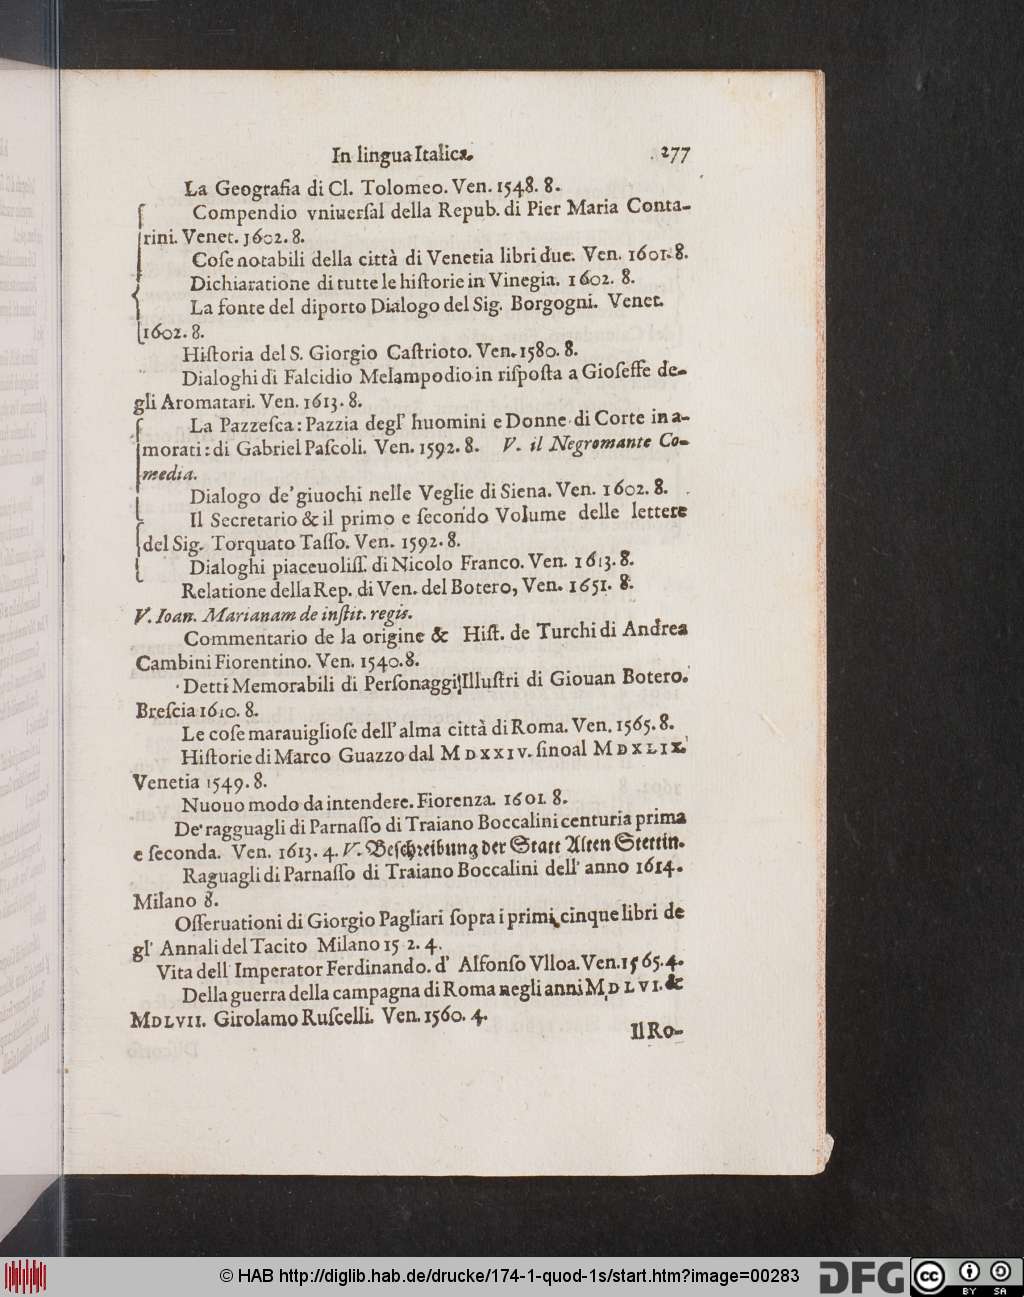 In lingua Italica. 277
La Geografia di Cl. Tolomeo. Ven. 1548. 8.
Compendio vniuerſal della Repub. di Pier Maria Conta-
rini. Venet. 1602. 8.
Coſe notabili della città di Venetia libri due. Ven. 1601. 8.
Dichiaratione di tutte le hiſtorie in Vinegia. 1602. 8.
La fonte del diporto Dialogo del Sig. Borgogni. Venet.
1602. 8.
Hiſtoria del S. Giorgio Caſtrioto. Ven. 1580. 8.
Dialoghi di Falcidio Melampodio in riſpoſta a Gioſeffe de-
gli Aromatari. Ven. 1613. 8.
La Pazzeſca: Pazzia degl' huomini e Donne di Corte in a-
morati: di Gabriel Paſcoli. Ven. 1592. 8. V. il Negromante Co-
media.
Dialogo de' giuochi nelle Veglie di Siena. Ven. 1602. 8.
Il Secretario & il primo e ſecondo Volume delle lettere
del Sig. Torquato Taſſo. Ven. 1592. 8.
Dialoghi piaceuoliſſ. di Nicolo Franco. Ven. 1613. 8.
Relatione della Rep. di Ven. del Botero, Ven. 1651. 8.
V. Ioan. Marianam de inſtit. regis.
Commentario de la origine & Hiſt. de Turchi di Andrea
Cambini Fiorentino. Ven. 1540. 8.
Detti Memorabili di Perſonaggi Illuſtri di Giouan Botero.
Breſcia 1610. 8.
Le coſe marauiglioſe dell' alma città di Roma. Ven. 1565. 8.
Hiſtorie di Marco Guazzo dal MDXXIV. ſino al MDXLIX.
Venetia 1549. 8.
Nuouo modo da intendere. Fiorenza. 1601. 8.
De' ragguagli di Parnaſſo di Traiano Boccalini centuria prima
e ſeconda. Ven. 1613. 4. V. Beſchreibung der Statt Alten Stettin.
Raguagli di Parnaſſo di Traiano Boccalini dell' anno 1614.
Milano 8.
Oſſeruationi di Giorgio Pagliari ſopra i primi cinque libri de
gl' Annali del Tacito Milano 15 2. 4.
Vita dell Imperator Ferdinando. d' Alfonſo Vlloa. Ven. 1565. 4.
Della guerra della campagna di Roma negli anni MDLVI. &
MDLVII. Girolamo Ruſcelli. Ven. 1560. 4.
Il Ro-
© HAB http://diglib.hab.de/drucke/174-1-quod-1s/start.htm?image=00283
DFG
cc BY SA